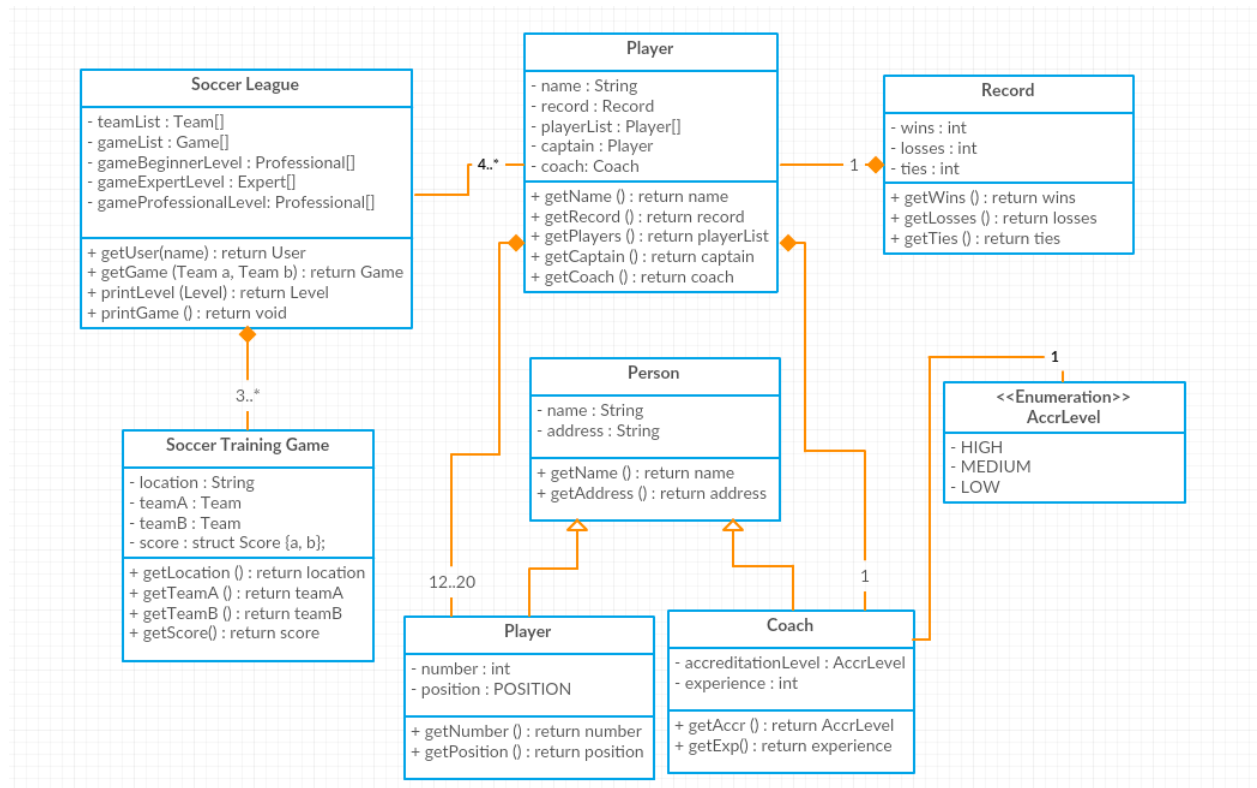 Soccer League
- teamList : Team[]
- gameList : Game[]
- gameBeginnerLevel : Professional[]
- gameExpertLevel : Expert[]
- gameProfessionalLevel: Professional[]
+ getUser(name) : return User
+ getGame (Team a, Team b) : return Game
+ printLevel (Level) : return Level
+ printGame () : return void
4..*
Player
- name : String
- record : Record
- playerList : Player[]
- captain : Player
- coach: Coach
+ getName () : return name
+ getRecord () : return record
+ getPlayers () : return playerList
+ getCaptain () : return captain
+ getCoach () : return coach
1
Record
- wins : int
- losses : int
- ties : int
+ getWins () : return wins
+ getLosses () : return losses
+ getTies () : return ties
3..*
Soccer Training Game
- location : String
- teamA : Team
- teamB : Team
- score : struct Score {a, b};
+ getLocation () : return location
+ getTeamA () : return teamA
+ getTeamB () : return teamB
+ getScore() : return score
Person
- name : String
- address : String
+ getName () : return name
+ getAddress () : return address
1
<<Enumeration>>
AccrLevel
- HIGH
- MEDIUM
- LOW
12..20
1
Player
- number : int
- position : POSITION
+ getNumber () : return number
+ getPosition () : return position
Coach
- accreditationLevel : AccrLevel
- experience : int
+ getAccr () : return AccrLevel
+ getExp() : return experience